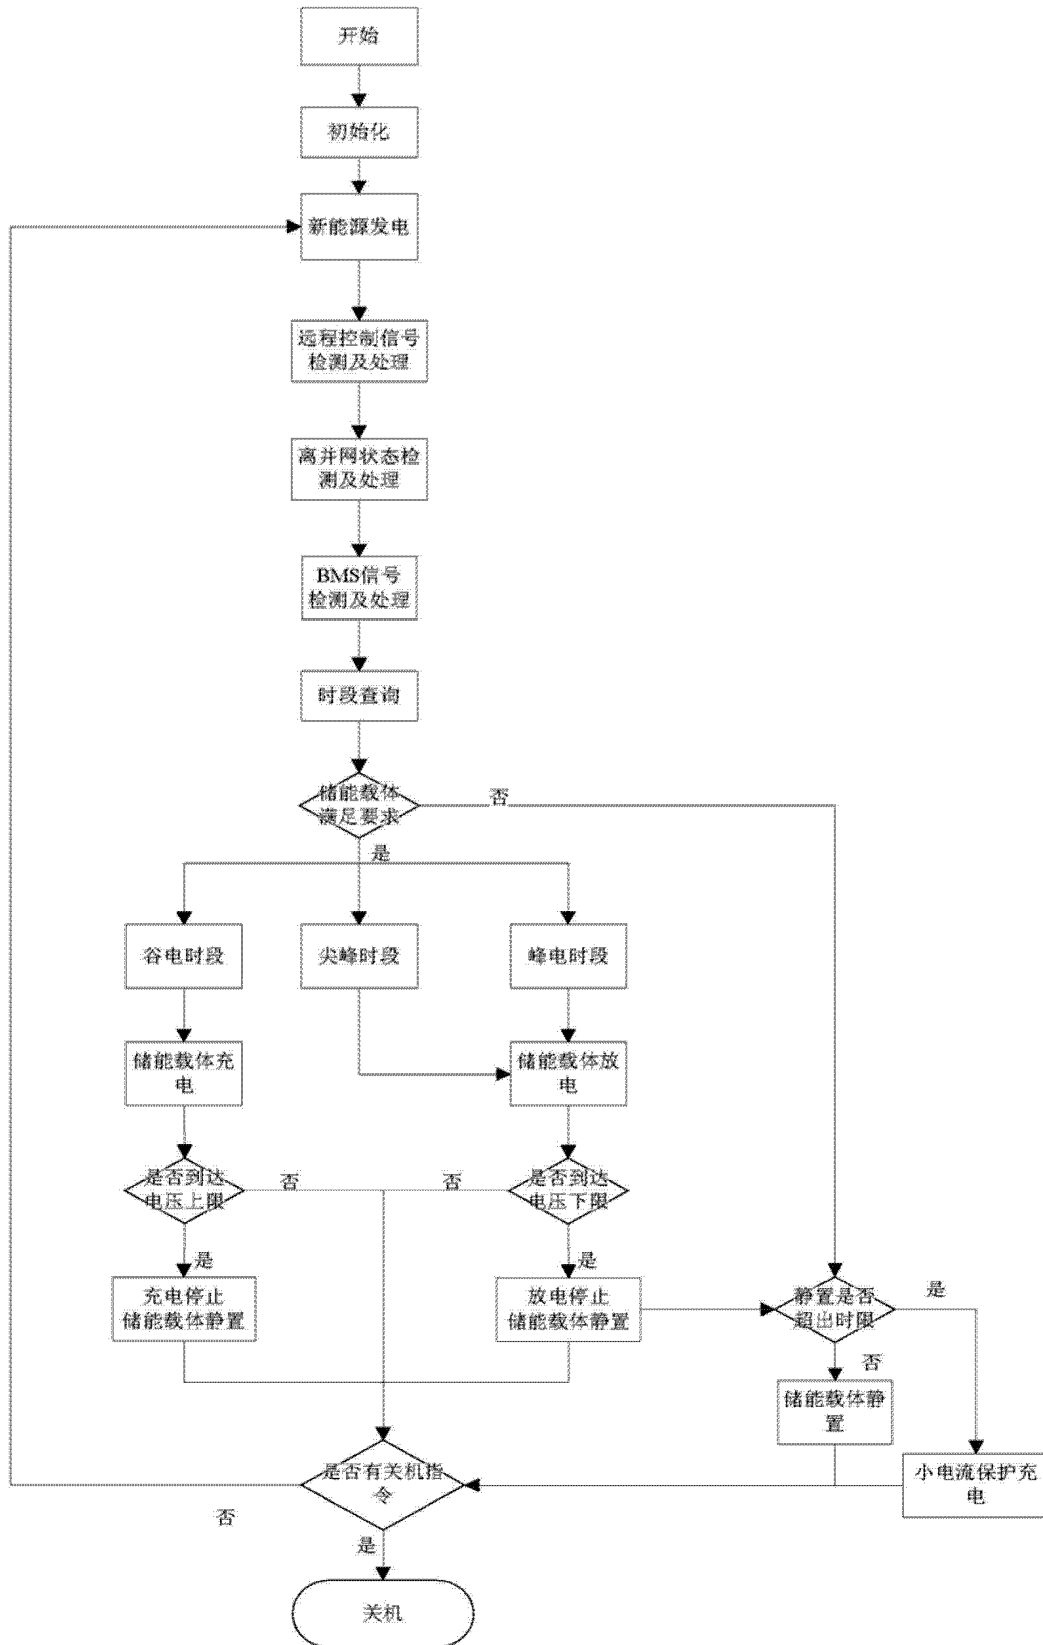 开始
初始化
新能源发电
远程控制信号
检测及处理
离并网状态检
测及处理
BMS信号
检测及处理
时段查询
储能载体
满足要求
否
是
谷电时段
尖峰时段
峰电时段
储能载体充
电
储能载体放
电
是否到达
电压上限
否
否
是否到达
电压下限
是
是
充电停止
储能载体静置
放电停止
储能载体静置
静置是否
超出时限
是
否
储能载体静
置
是否有关机指
令
小电流保护充
电
否
是
关机